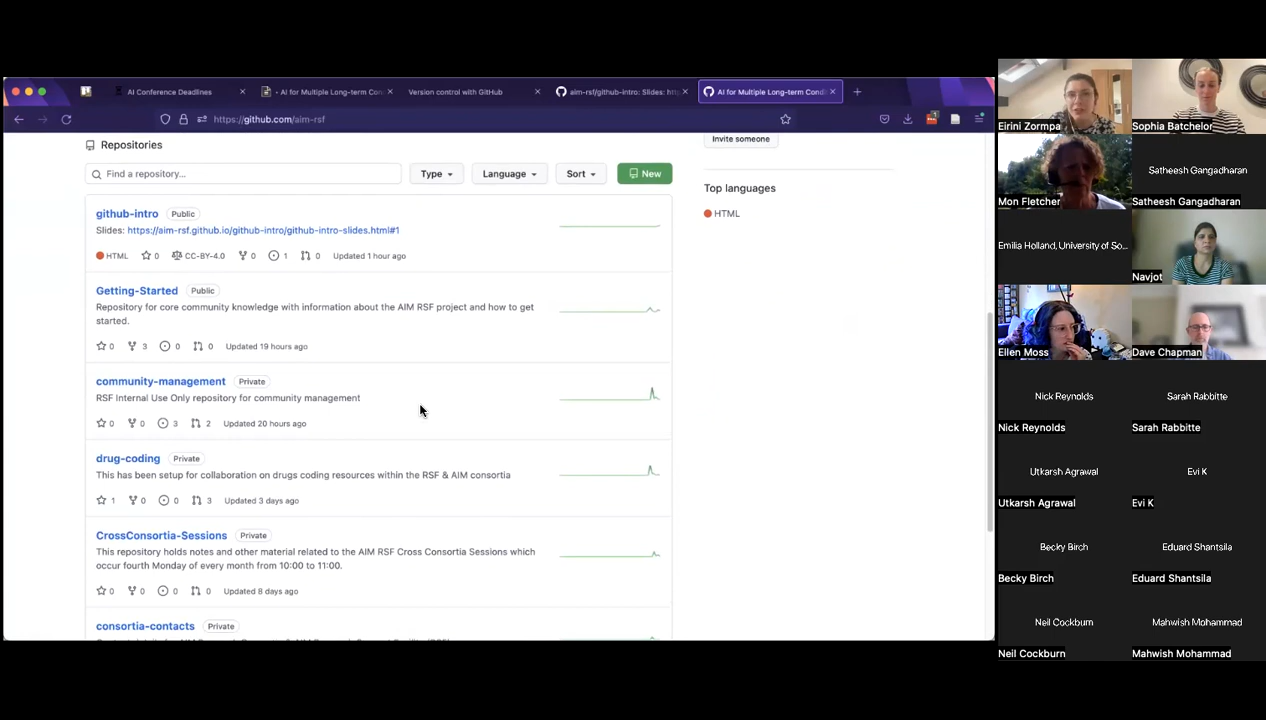 AI Conference Deadlines
- AI for Multiple Long-term Con
Version control with GitHub
aim-rsf/github-intro: Slides: htt
AI for Multiple Long-term Condi
https://github.com/aim-rsf
Repositories
Invite someone
Find a repository...
Type
Language
Sort
New
Top languages
HTML
github-intro Public
Slides: https://aim-rsf.github.io/github-intro/github-intro-slides.html#1
HTML 0 CC-BY-4.0 0 1 0 Updated 1 hour ago
Getting-Started Public
Repository for core community knowledge with information about the AIM RSF project and how to get
started.
0 3 0 0 Updated 19 hours ago
community-management Private
RSF Internal Use Only repository for community management
0 0 3 2 Updated 20 hours ago
drug-coding Private
This has been setup for collaboration on drugs coding resources within the RSF & AIM consortia
1 0 0 3 Updated 3 days ago
CrossConsortia-Sessions Private
This repository holds notes and other material related to the AIM RSF Cross Consortia Sessions which
occur fourth Monday of every month from 10:00 to 11:00.
0 0 0 0 Updated 8 days ago
consortia-contacts Private
Eirini Zormpa
Sophia Batchelor
Mon Fletcher
Satheesh Gangadharan
Satheesh Gangadharan
Emilia Holland, University of So...
Navjot
Ellen Moss
Dave Chapman
Nick Reynolds
Nick Reynolds
Sarah Rabbitte
Sarah Rabbitte
Utkarsh Agrawal
Utkarsh Agrawal
Evi K
Evi K
Becky Birch
Becky Birch
Eduard Shantsila
Eduard Shantsila
Neil Cockburn
Neil Cockburn
Mahwish Mohammad
Mahwish Mohammad